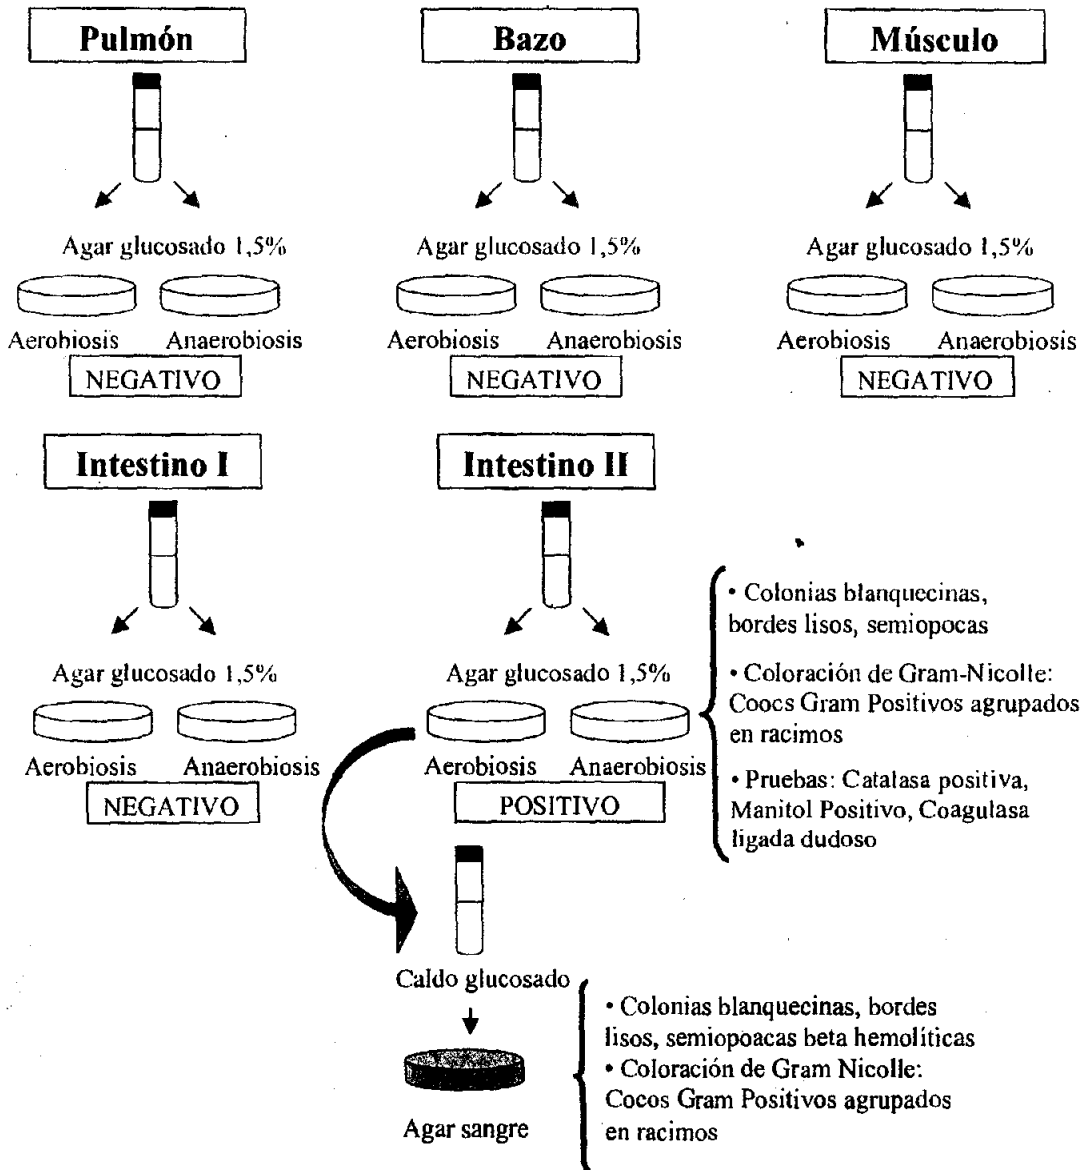 Pulmón
Bazo
Músculo
Agar glucosado 1,5%
Agar glucosado 1,5%
Agar glucosado 1,5%
Aerobiosis
Anaerobiosis
Aerobiosis
Anaerobiosis
Aerobiosis
Anaerobiosis
NEGATIVO
NEGATIVO
NEGATIVO
Intestino I
Intestino II
Agar glucosado 1,5%
Agar glucosado 1,5%
Aerobiosis
Anaerobiosis
Aerobiosis
Anaerobiosis
NEGATIVO
POSITIVO
• Colonias blanquecinas,
bordes lisos, semiopocas
• Coloración de Gram-Nicolle:
Coocs Gram Positivos agrupados
en racimos
• Pruebas: Catalasa positiva,
Manitol Positivo, Coagulasa
ligada dudoso
Caldo glucosado
Agar sangre
• Colonias blanquecinas, bordes
lisos, semiopoacas beta hemolíticas
• Coloración de Gram Nicolle:
Cocos Gram Positivos agrupados
en racimos